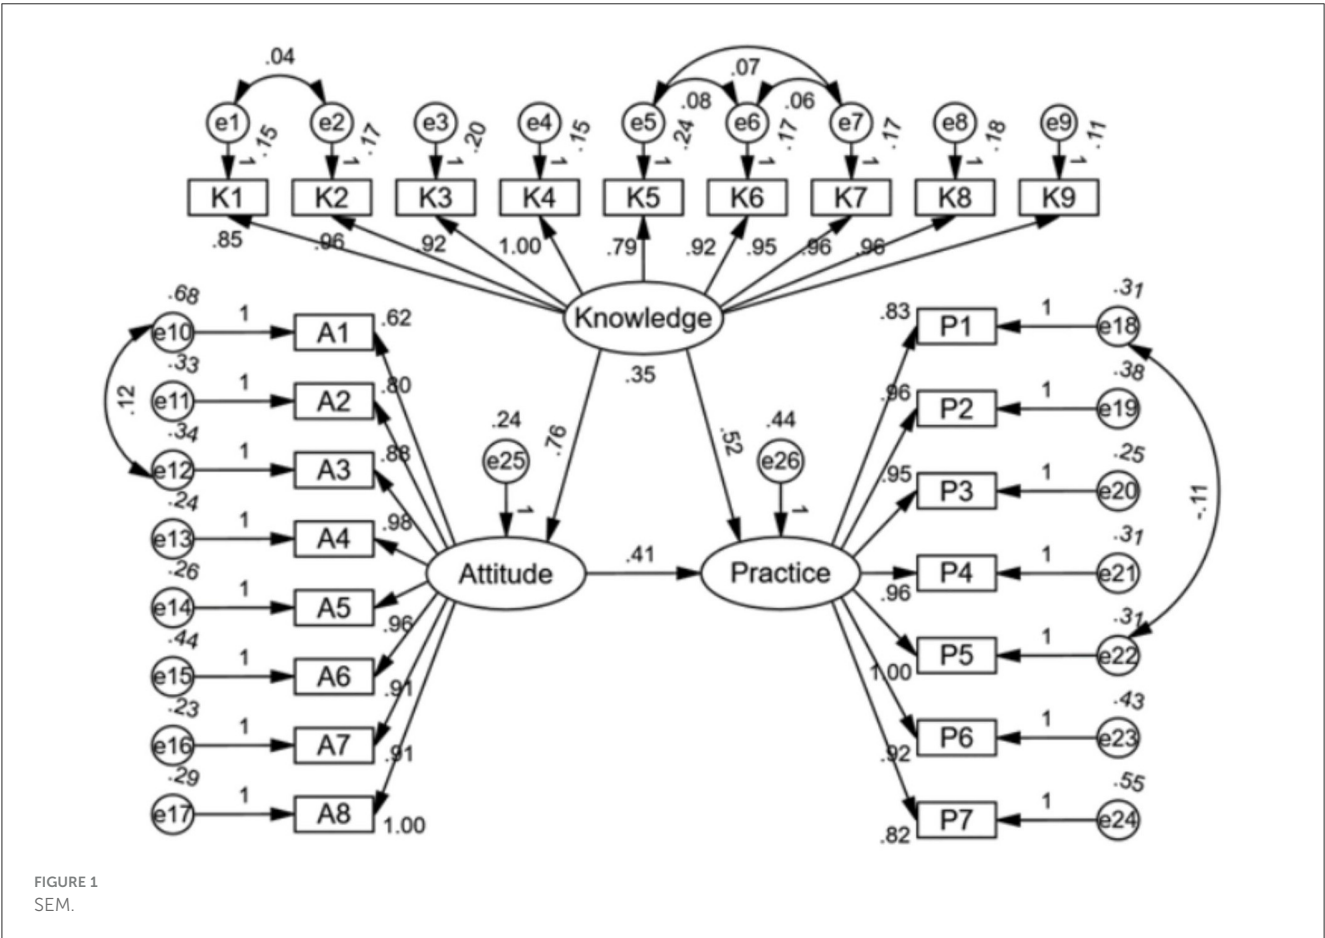 .04
.07
.08
.06
e1 e2 e3 e4 e5 e6 e7 e8 e9
.15 .17 .20 .15 .24 .17 .17 .18 .11
1 1 1 1 1 1 1 1 1
K1 K2 K3 K4 K5 K6 K7 K8 K9
.85 .96 .92 1.00 .79 .92 .95 .96 .96
Knowledge
.35
.68
e10 1 A1 .62
.33
e11 1 A2 .80
.12
.34
e12 1 A3 .88
.24
e13 1 A4 .98
.26
e14 1 A5 .96
.44
e15 1 A6 .91
.23
e16 1 A7 .91
.29
e17 1 A8 1.00
.24
e25
1
.76
.52
.44
e26
1
Attitude .41 Practice
.31
.83 P1 1 e18
.38
.96 P2 1 e19
.25
.95 P3 1 e20
-.11
.31
.96 P4 1 e21
.31
1.00 P5 1 e22
.43
.92 P6 1 e23
.55
.82 P7 1 e24
FIGURE 1
SEM.